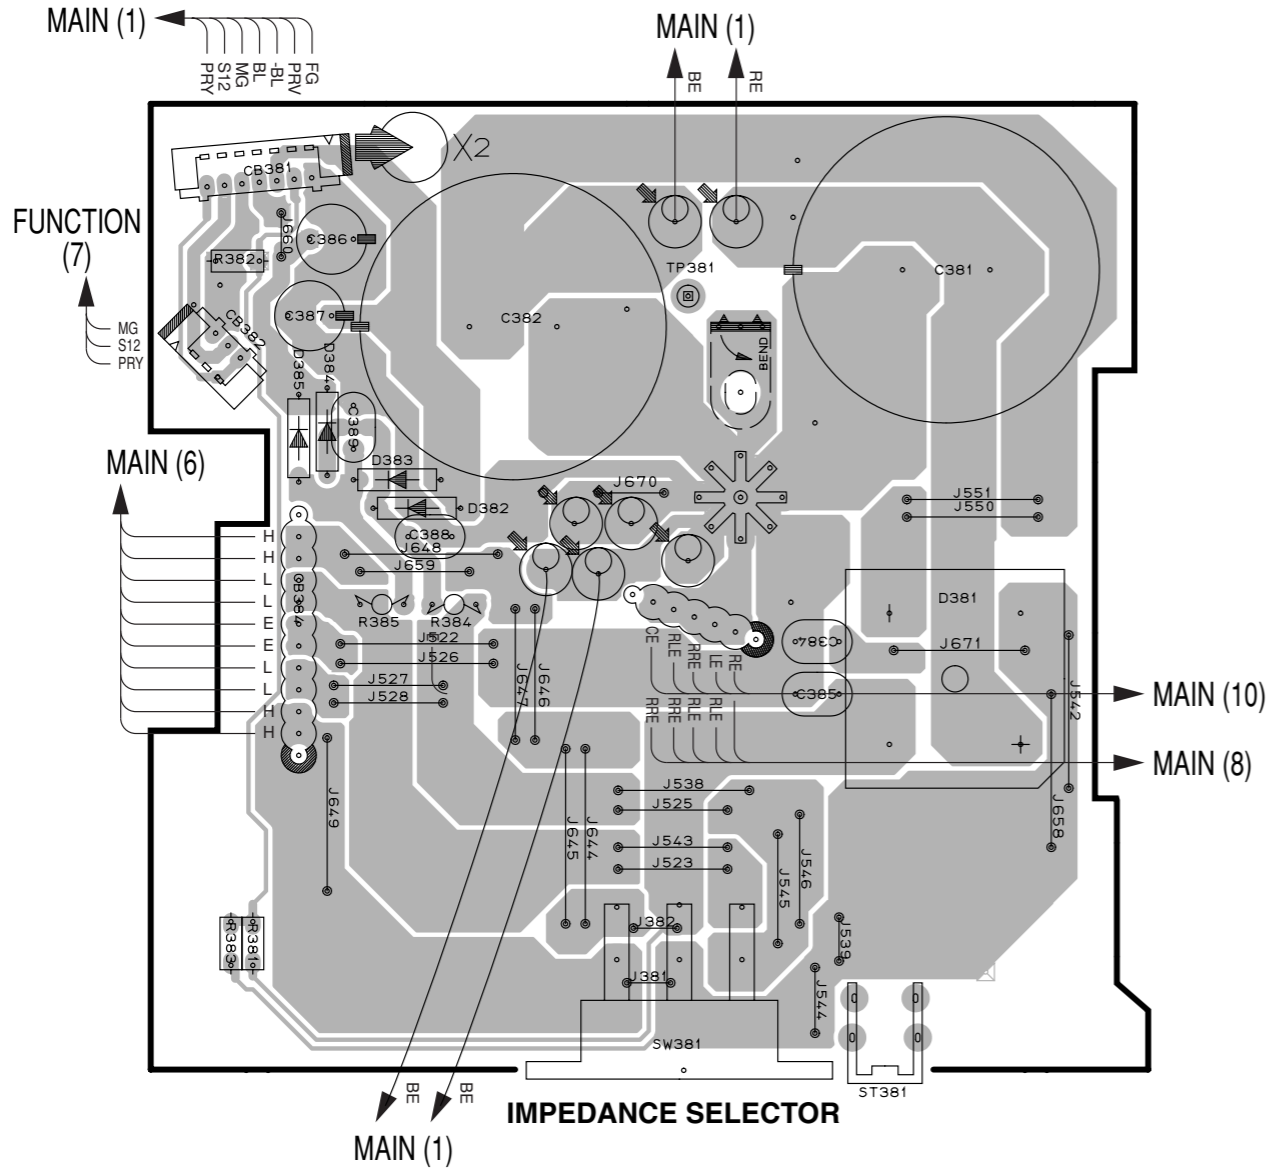 MAIN (1)
MAIN (1)
PRY
S12
MG
BL
-BL
PRV
FG
BE
RE
X2
CB381
FUNCTION
(7)
J660
C386
R382
TP381
C381
MG
S12
PRY
CB382
C387
C382
BEND
D385
D384
C389
MAIN (6)
D383
J670
J551
D382
J550
H
C388
H
J648
L
J659
CB384
L
R385
R384
D381
E
CE
RLE
RRE
LE
RE
E
J522
C384
J671
L
J526
J527
L
J528
J647
J646
C385
J542
MAIN (10)
H
RRE
RRE
RLE
RLE
H
MAIN (8)
J649
J538
J525
J645
J644
J543
J523
J545
J546
J658
R383
R381
J382
J539
J381
J544
SW381
ST381
BE
BE
IMPEDANCE SELECTOR
MAIN (1)